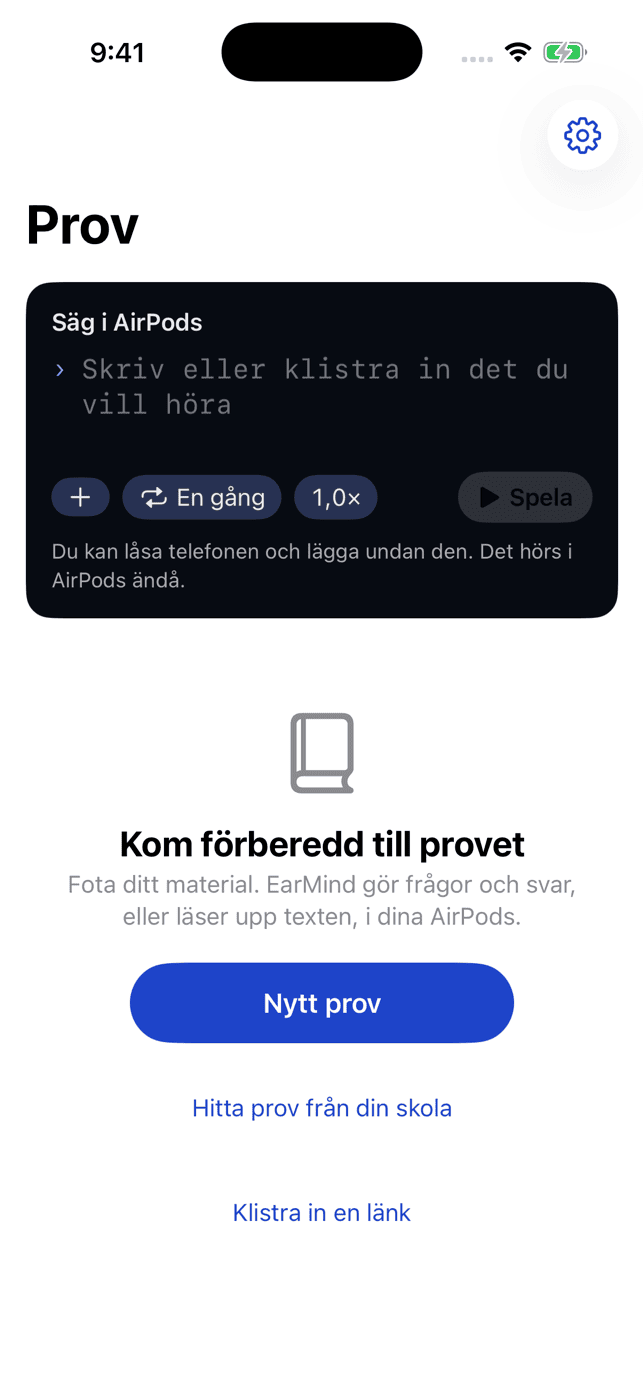 9:41
Prov
Säg i AirPods
› Skriv eller klistra in det du
vill höra
+ En gång 1,0× Spela
Du kan låsa telefonen och lägga undan den. Det hörs i
AirPods ändå.
Kom förberedd till provet
Fota ditt material. EarMind gör frågor och svar,
eller läser upp texten, i dina AirPods.
Nytt prov
Hitta prov från din skola
Klistra in en länk